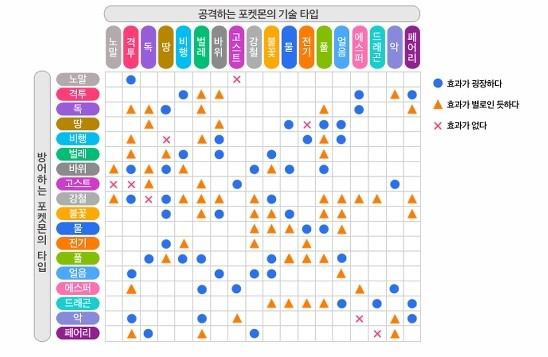 공격하는 포켓몬의 기술 타입
노말 격투 독 땅 비행 벌레 바위 고스트 강철 불꽃 물 전기 풀 얼음 에스퍼 드래곤 악 페어리
방어하는 포켓몬의 타입
노말
격투
독
땅
비행
벌레
바위
고스트
강철
불꽃
물
전기
풀
얼음
에스퍼
드래곤
악
페어리
효과가 굉장하다
효과가 별로인 듯하다
효과가 없다